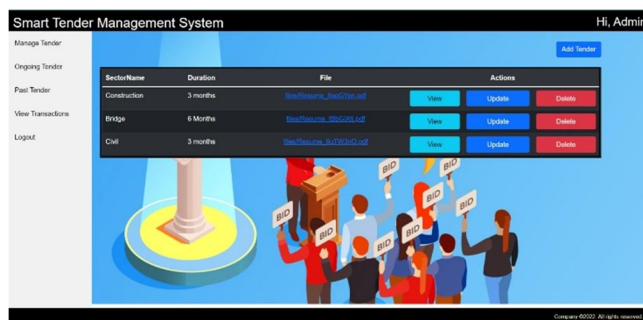 Smart Tender Management System
Hi, Admin
Manage Tender
Ongoing Tender
Past Tender
View Transactions
Logout
Add Tender
SectorName Duration File Actions
Construction 3 months View Update Delete
Bridge 6 Months View Update Delete
Civil 3 months View Update Delete
BID
BID
BID
BID
BID
BID
BID
BID
Company ©2022. All rights reserved.